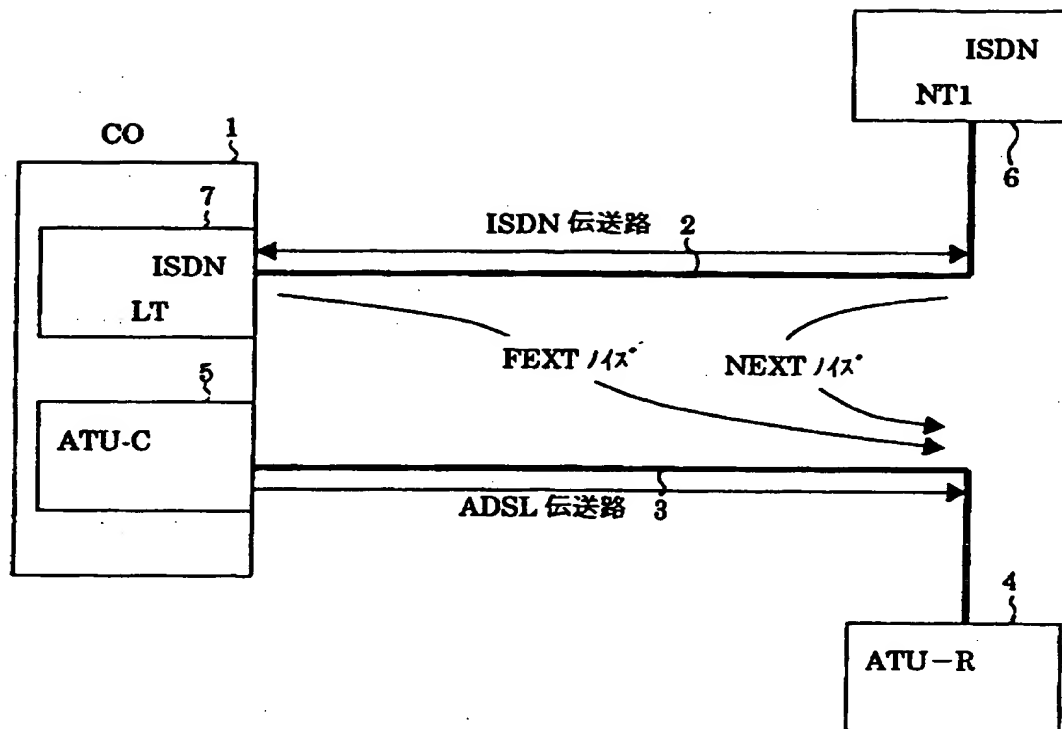 ISDN
NT1
6
CO
1
7
ISDN
LT
ISDN 伝送路 2
FEXT ノイズ
NEXT ノイズ
5
ATU-C
ADSL 伝送路 3
4
ATU－R